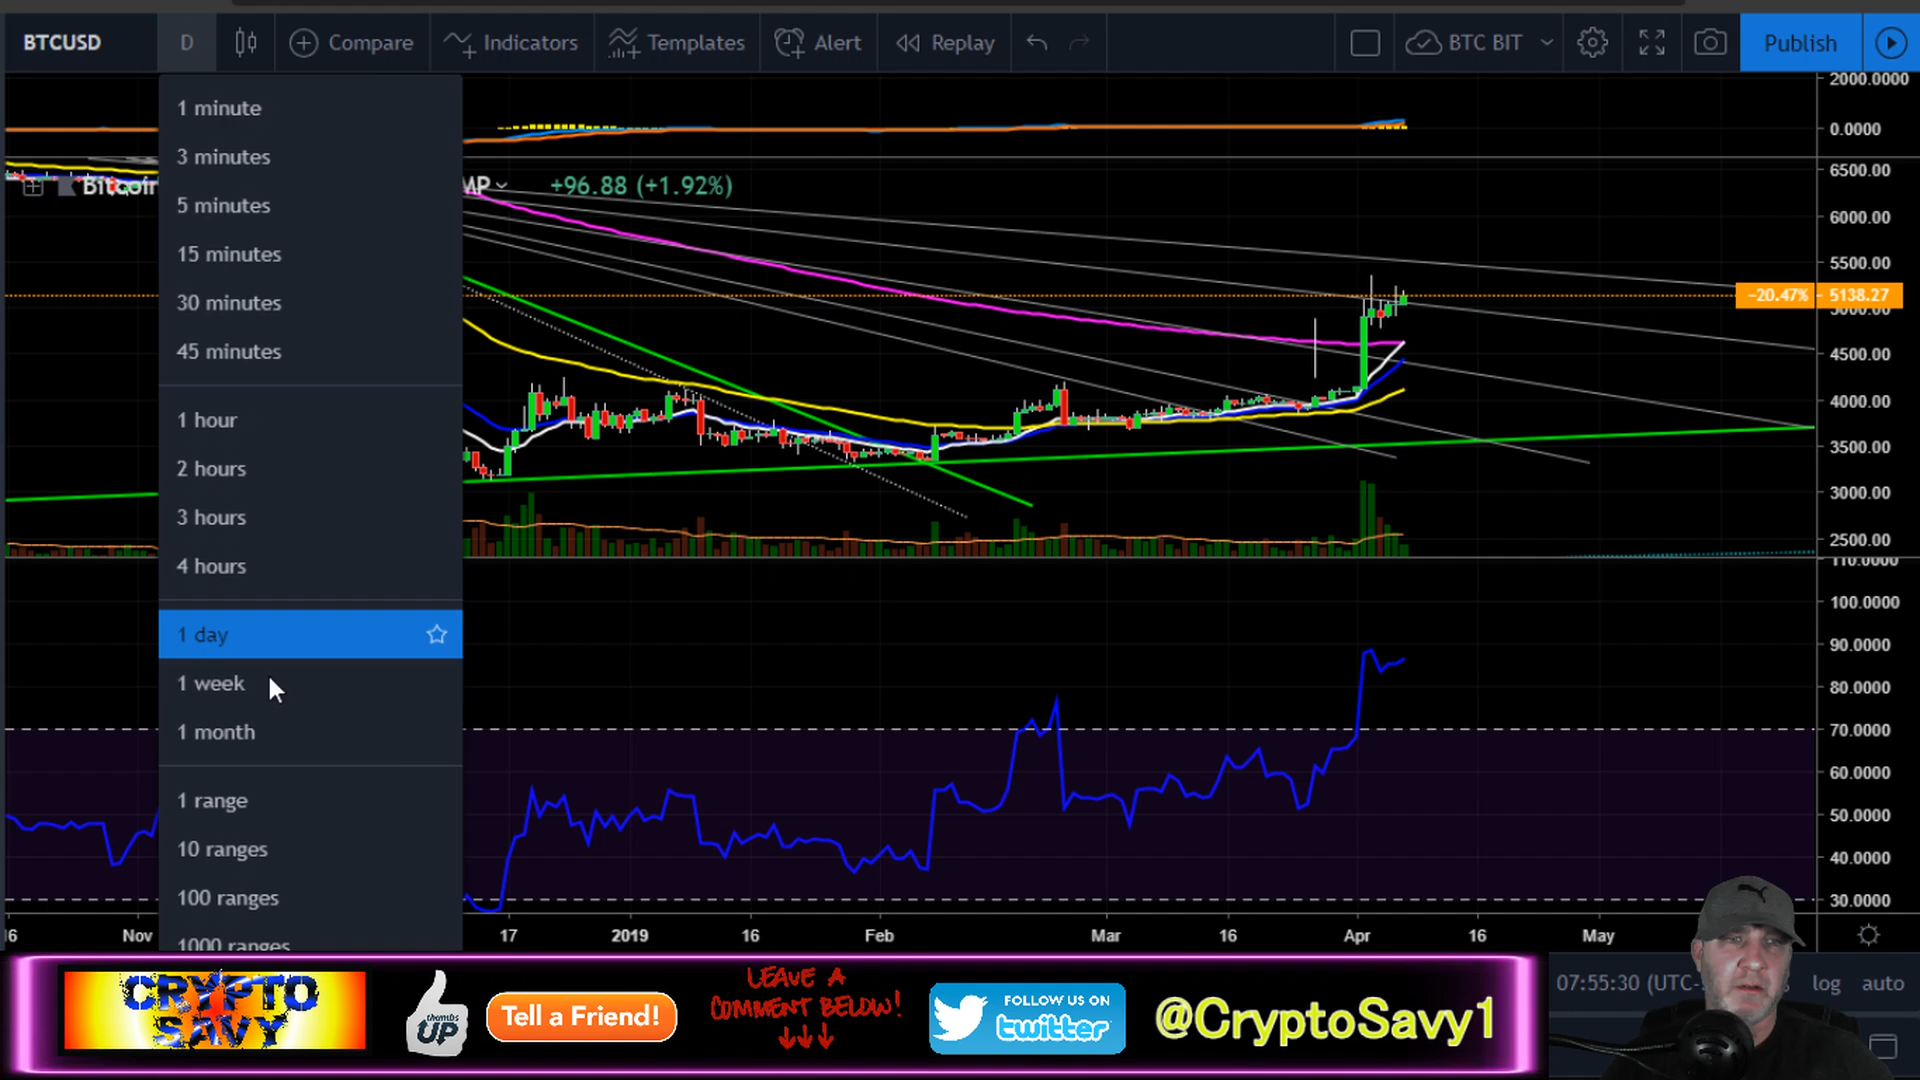 BTCUSD D Compare Indicators Templates Alert Replay BTC BIT Publish
1 minute
3 minutes
5 minutes
15 minutes
30 minutes
45 minutes
1 hour
2 hours
3 hours
4 hours
1 day
1 week
1 month
1 range
10 ranges
100 ranges
1000 ranges
+96.88 (+1.92%)
2000.0000
0.0000
6500.00
6000.00
5500.00
−20.47% 5138.27
5000.00
4500.00
4000.00
3500.00
3000.00
2500.00
110.0000
100.0000
90.0000
80.0000
70.0000
60.0000
50.0000
40.0000
30.0000
Nov 17 2019 16 Feb Mar 16 Apr 16 May
07:55:30 (UTC- log auto
CRYPTO
SAVY
thumbs
UP
Tell a Friend!
LEAVE A
COMMENT BELOW!
FOLLOW US ON
twitter
@CryptoSavy1